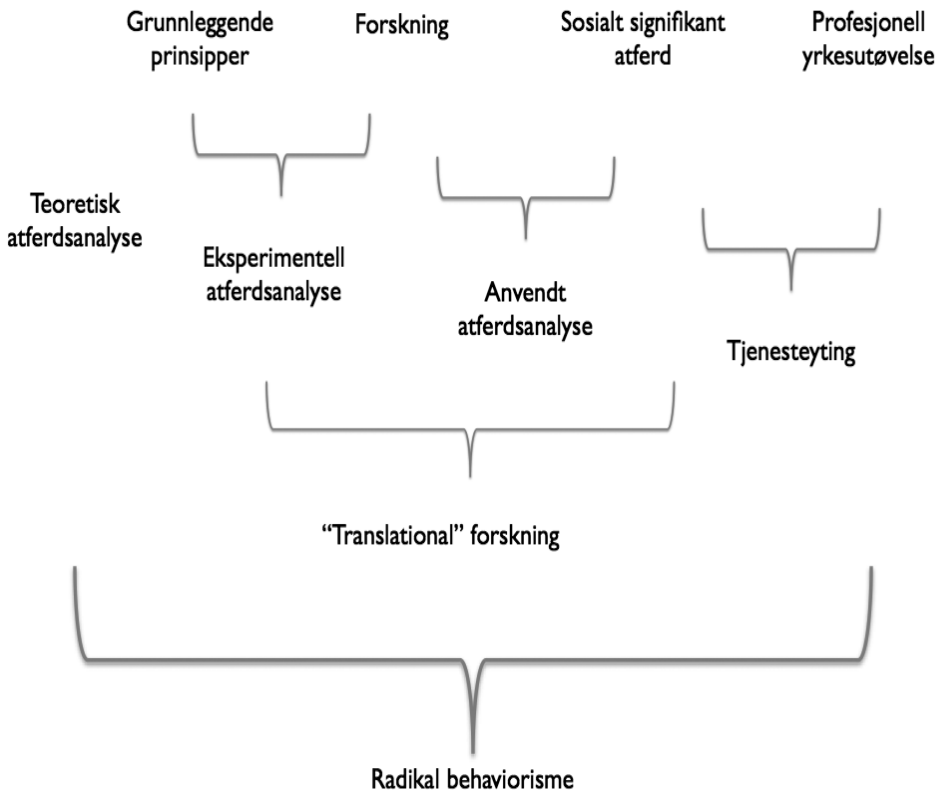 Grunnleggende
prinsipper
Forskning
Sosialt signifikant
atferd
Profesjonell
yrkesutøvelse
Teoretisk
atferdsanalyse
Eksperimentell
atferdsanalyse
Anvendt
atferdsanalyse
Tjenesteyting
“Translational” forskning
Radikal behaviorisme